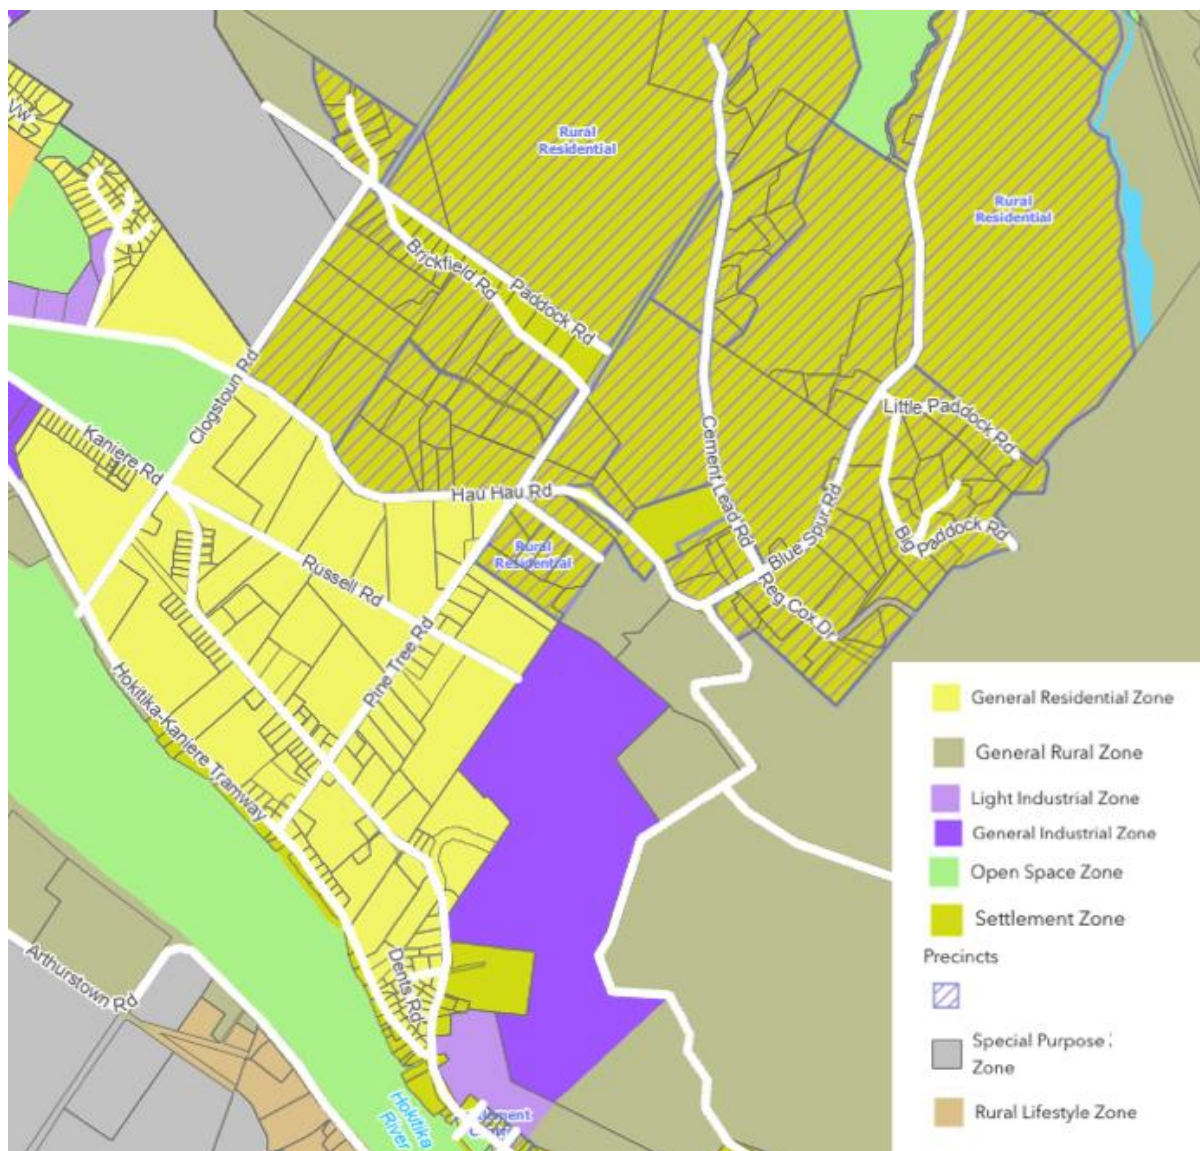 Vw
Rural
Residential
Rural
Residential
Brickfield Rd
Paddock Rd
Clogstoun Rd
Kaniere Rd
Hau Hau Rd
Cement Lead Rd
Little Paddock Rd
Blue Spur Rd
Big
Paddock Rd
Rural
Residential
Russell Rd
Reg Cox Dr
Pine Tree Rd
Hokitika-Kaniere Tramway
Dents Rd
Arthurstown Rd
Hokitika
River
General Residential Zone
General Rural Zone
Light Industrial Zone
General Industrial Zone
Open Space Zone
Settlement Zone
Precincts
Special Purpose :
Zone
Rural Lifestyle Zone